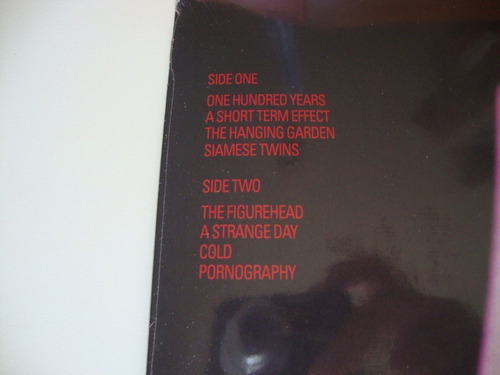 SIDE ONE
ONE HUNDRED YEARS
A SHORT TERM EFFECT
THE HANGING GARDEN
SIAMESE TWINS
SIDE TWO
THE FIGUREHEAD
A STRANGE DAY
COLD
PORNOGRAPHY